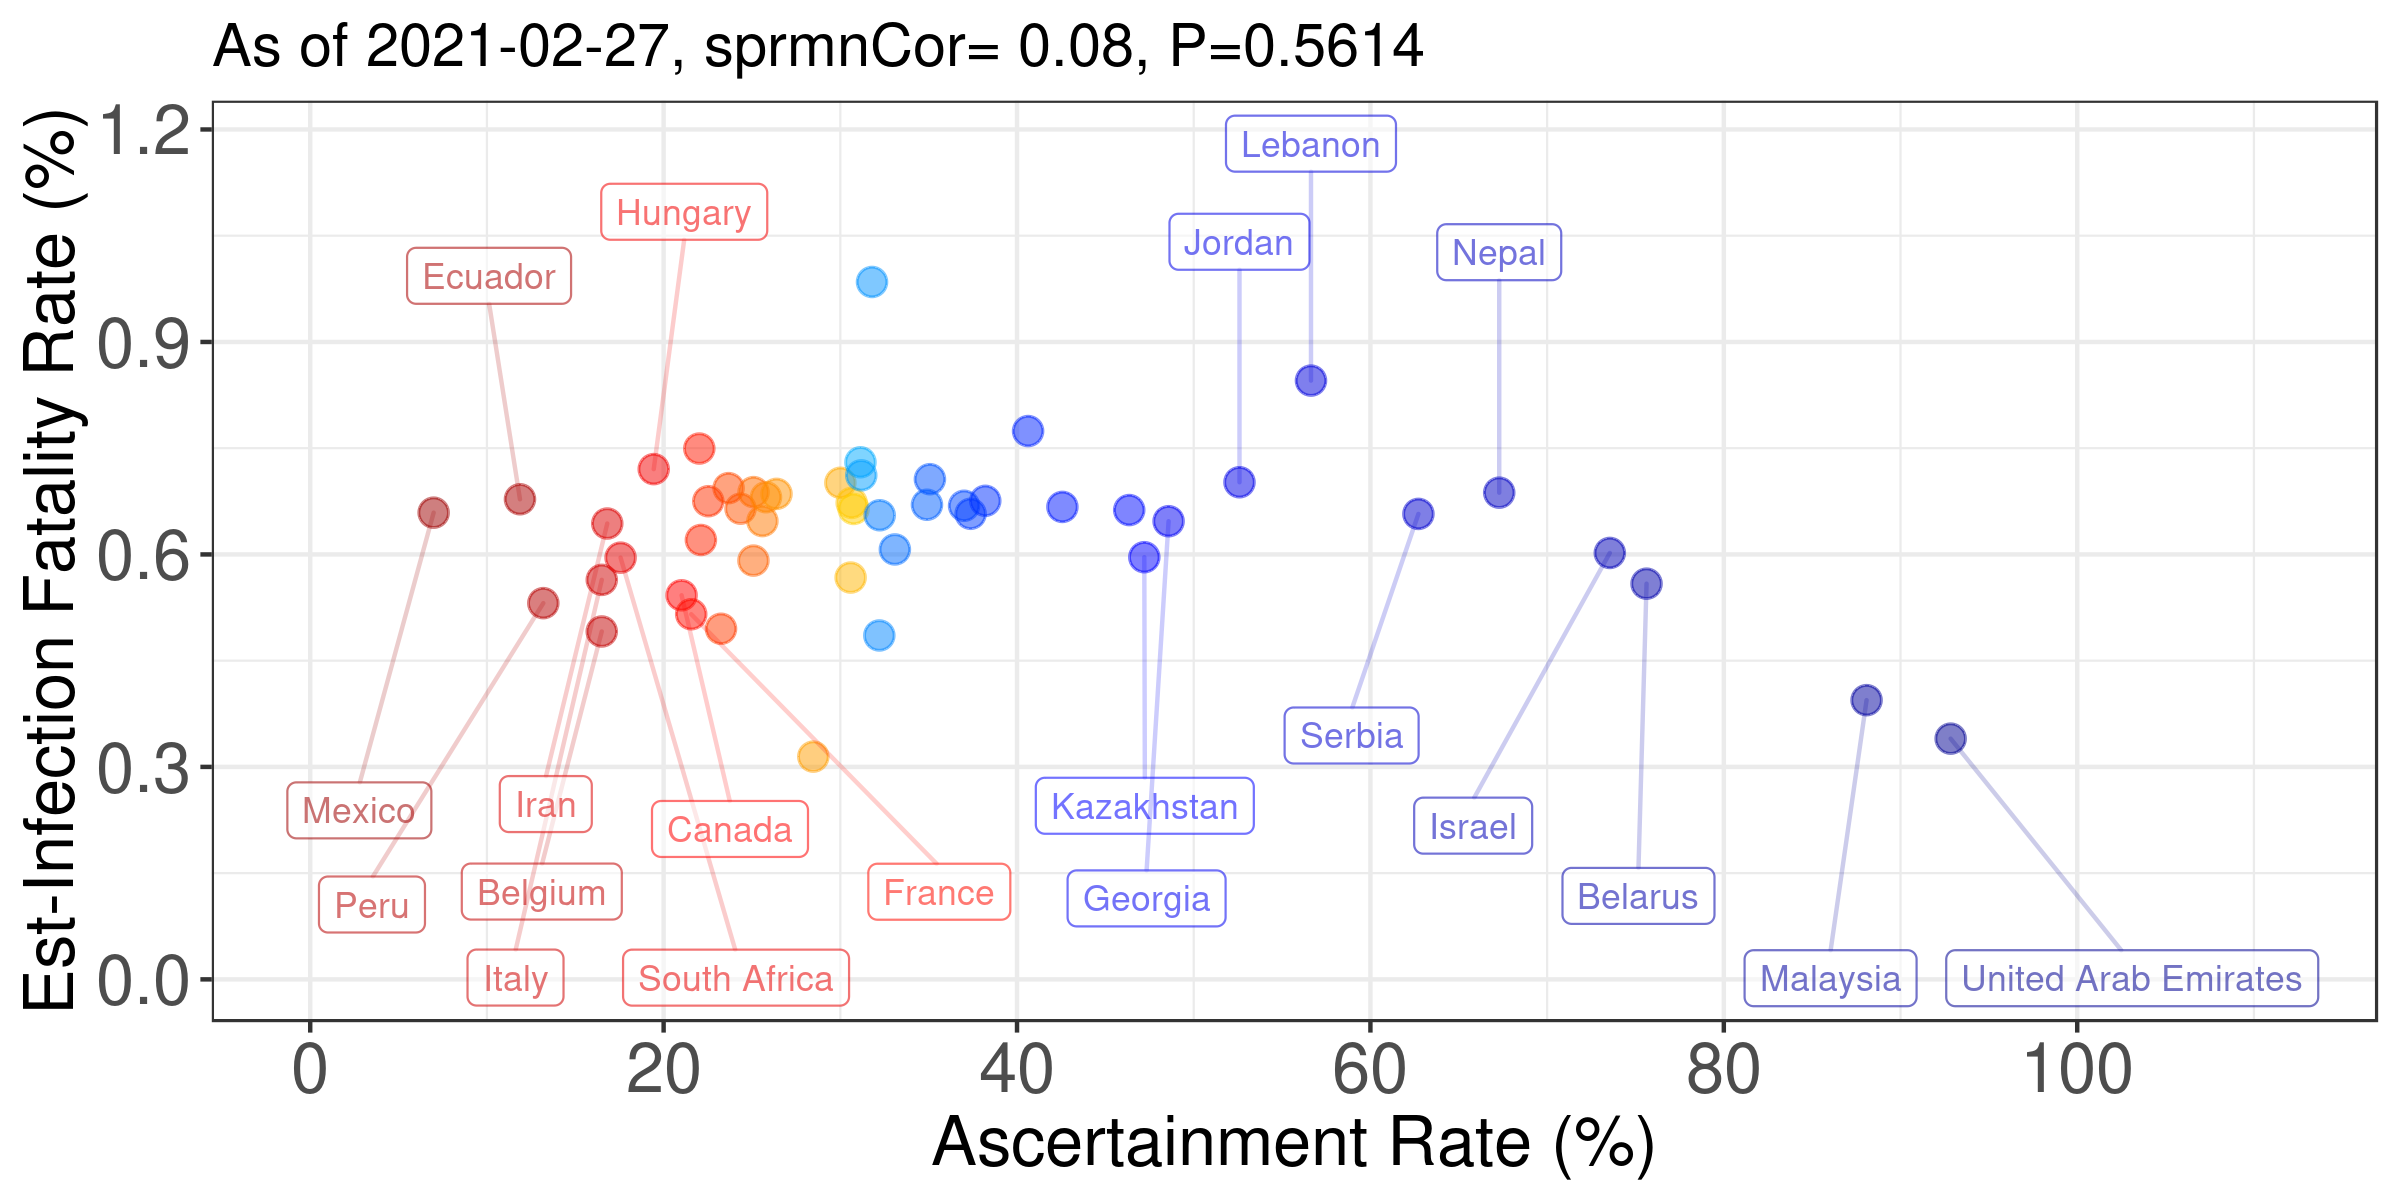 As of 2021-02-27, sprmnCor= 0.08, P=0.5614
Est-Infection Fatality Rate (%)
1.2
0.9
0.6
0.3
0.0
Lebanon
Hungary
Jordan
Nepal
Ecuador
Serbia
Mexico
Iran
Kazakhstan
Canada
Israel
Peru
Belgium
France
Georgia
Belarus
Italy
South Africa
Malaysia
United Arab Emirates
0 20 40 60 80 100
Ascertainment Rate (%)